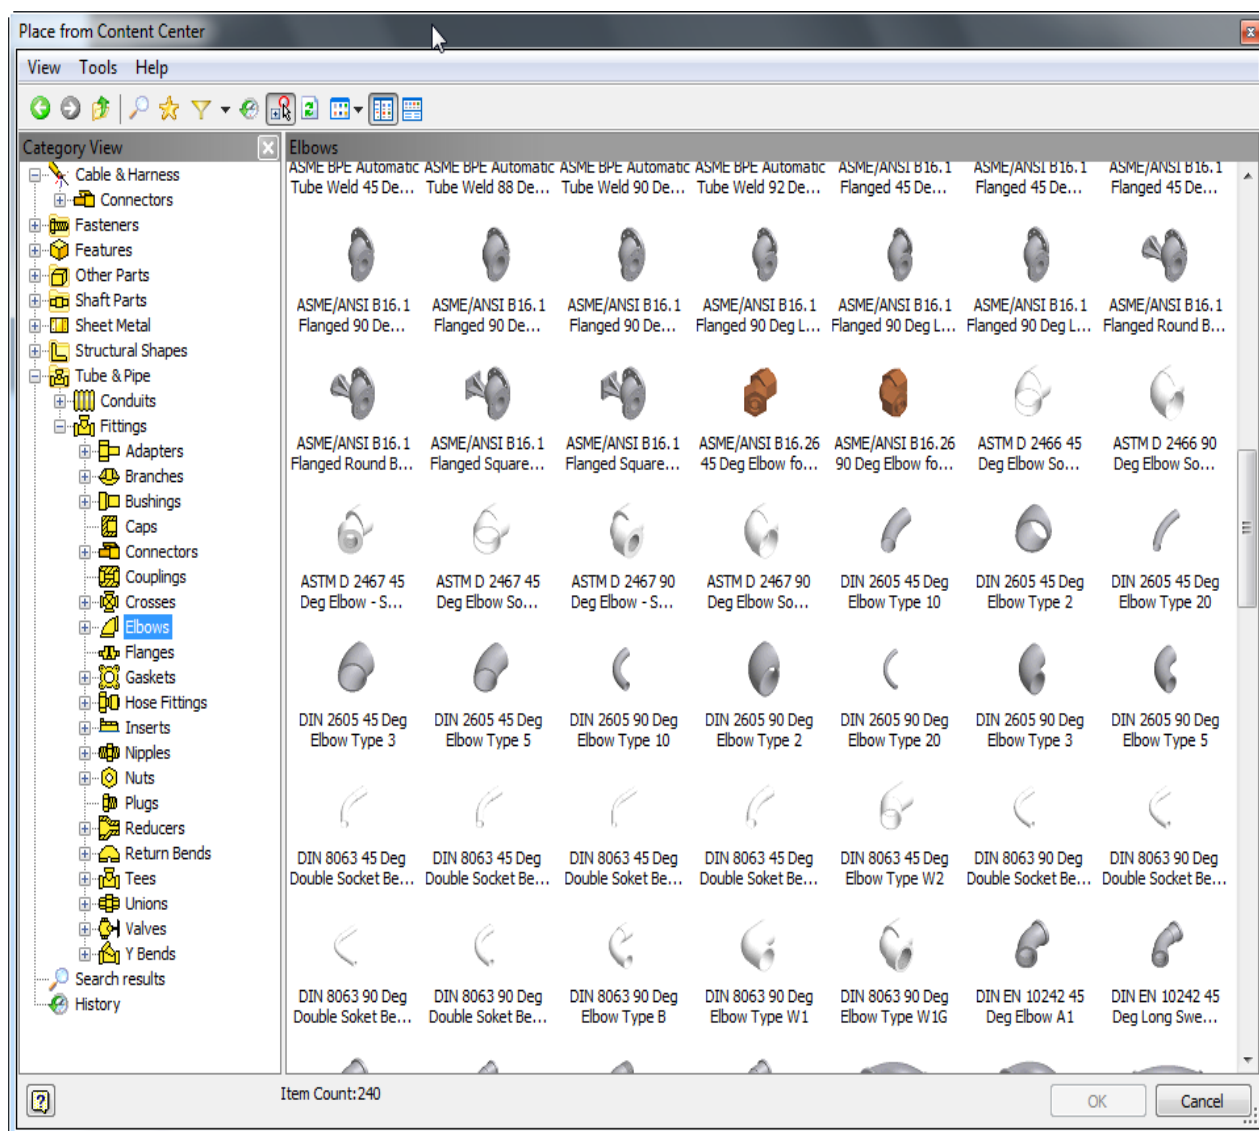 Place from Content Center
View Tools Help
Category View
Cable & Harness
Connectors
Fasteners
Features
Other Parts
Shaft Parts
Sheet Metal
Structural Shapes
Tube & Pipe
Conduits
Fittings
Adapters
Branches
Bushings
Caps
Connectors
Couplings
Crosses
Elbows
Flanges
Gaskets
Hose Fittings
Inserts
Nipples
Nuts
Plugs
Reducers
Return Bends
Tees
Unions
Valves
Y Bends
Search results
History
Elbows
ASME BPE Automatic ASME BPE Automatic ASME BPE Automatic ASME BPE Automatic ASME/ANSI B16.1 ASME/ANSI B16.1 ASME/ANSI B16.1
Tube Weld 45 De... Tube Weld 88 De... Tube Weld 90 De... Tube Weld 92 De... Flanged 45 De... Flanged 45 De... Flanged 45 De...
ASME/ANSI B16.1 ASME/ANSI B16.1 ASME/ANSI B16.1 ASME/ANSI B16.1 ASME/ANSI B16.1 ASME/ANSI B16.1 ASME/ANSI B16.1
Flanged 90 De... Flanged 90 De... Flanged 90 De... Flanged 90 Deg L... Flanged 90 Deg L... Flanged 90 Deg L... Flanged Round B...
ASME/ANSI B16.1 ASME/ANSI B16.1 ASME/ANSI B16.1 ASME/ANSI B16.26 ASME/ANSI B16.26 ASTM D 2466 45 ASTM D 2466 90
Flanged Round B... Flanged Square... Flanged Square... 45 Deg Elbow fo... 90 Deg Elbow fo... Deg Elbow So... Deg Elbow So...
ASTM D 2467 45 ASTM D 2467 45 ASTM D 2467 90 ASTM D 2467 90 DIN 2605 45 Deg DIN 2605 45 Deg DIN 2605 45 Deg
Deg Elbow - S... Deg Elbow So... Deg Elbow - S... Deg Elbow So... Elbow Type 10 Elbow Type 2 Elbow Type 20
DIN 2605 45 Deg DIN 2605 45 Deg DIN 2605 90 Deg DIN 2605 90 Deg DIN 2605 90 Deg DIN 2605 90 Deg DIN 2605 90 Deg
Elbow Type 3 Elbow Type 5 Elbow Type 10 Elbow Type 2 Elbow Type 20 Elbow Type 3 Elbow Type 5
DIN 8063 45 Deg DIN 8063 45 Deg DIN 8063 45 Deg DIN 8063 45 Deg DIN 8063 45 Deg DIN 8063 90 Deg DIN 8063 90 Deg
Double Socket Be... Double Socket Be... Double Soket Be... Double Soket Be... Elbow Type W2 Double Socket Be... Double Socket Be...
DIN 8063 90 Deg DIN 8063 90 Deg DIN 8063 90 Deg DIN 8063 90 Deg DIN 8063 90 Deg DIN EN 10242 45 DIN EN 10242 45
Double Soket Be... Double Soket Be... Elbow Type B Elbow Type W1 Elbow Type W1G Deg Elbow A1 Deg Long Swe...
Item Count:240
OK Cancel